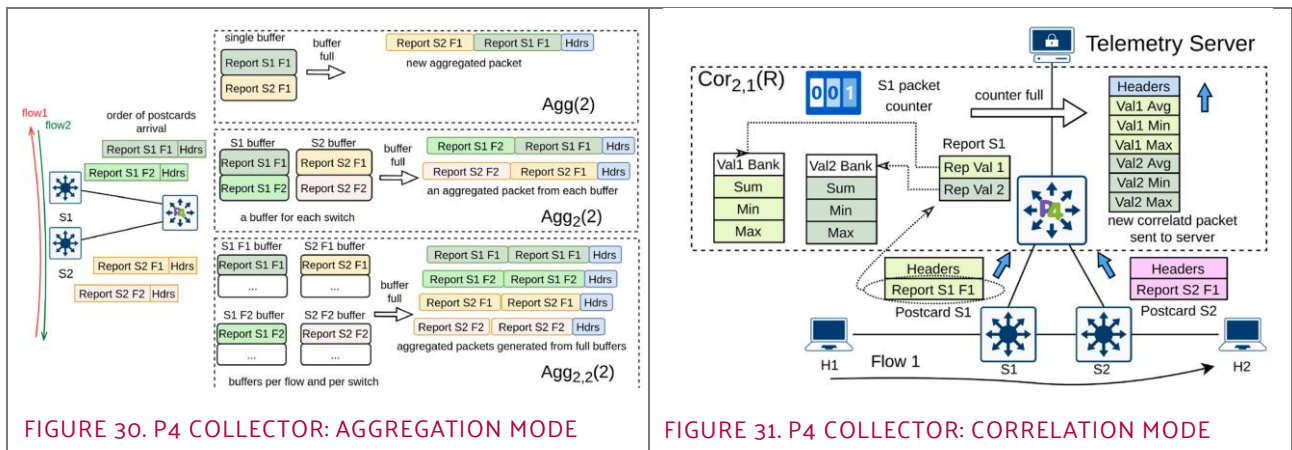 flow1
flow2
order of postcards
arrival
Report S1 F1 Hdrs
Report S1 F2 Hdrs
S1
S2
P4
Report S2 F1 Hdrs
Report S2 F2 Hdrs
single buffer
Report S1 F1
Report S2 F1
buffer
full
Report S2 F1 Report S1 F1 Hdrs
new aggregated packet
Agg(2)
S1 buffer S2 buffer
Report S1 F1 Report S2 F1
Report S1 F2 Report S2 F2
buffer
full
Report S1 F2 Report S1 F1 Hdrs
Report S2 F2 Report S2 F1 Hdrs
an aggregated packet from each buffer
a buffer for each switch
Agg2(2)
S1 F1 buffer S2 F1 buffer
Report S1 F1 Report S2 F1
... ...
S1 F2 buffer S2 F2 buffer
Report S1 F2 Report S2 F2
... ...
buffer
full
Report S1 F1 Report S1 F1 Hdrs
Report S1 F2 Report S1 F2 Hdrs
Report S2 F1 Report S2 F1 Hdrs
Report S2 F2 Report S2 F2 Hdrs
aggregated packets generated from full buffers
buffers per flow and per switch
Agg2,2(2)
FIGURE 30. P4 COLLECTOR: AGGREGATION MODE
Telemetry Server
Cor2,1(R)
001
S1 packet
counter
counter full
Headers
Val1 Avg
Val1 Min
Val1 Max
Val2 Avg
Val2 Min
Val2 Max
Report S1
Rep Val 1
Rep Val 2
Val1 Bank Val2 Bank
Sum Sum
Min Min
Max Max
P4
new correlatd packet
sent to server
Headers
Report S1 F1
Postcard S1
Headers
Report S2 F1
Postcard S2
H1
Flow 1
S1
S2
H2
FIGURE 31. P4 COLLECTOR: CORRELATION MODE